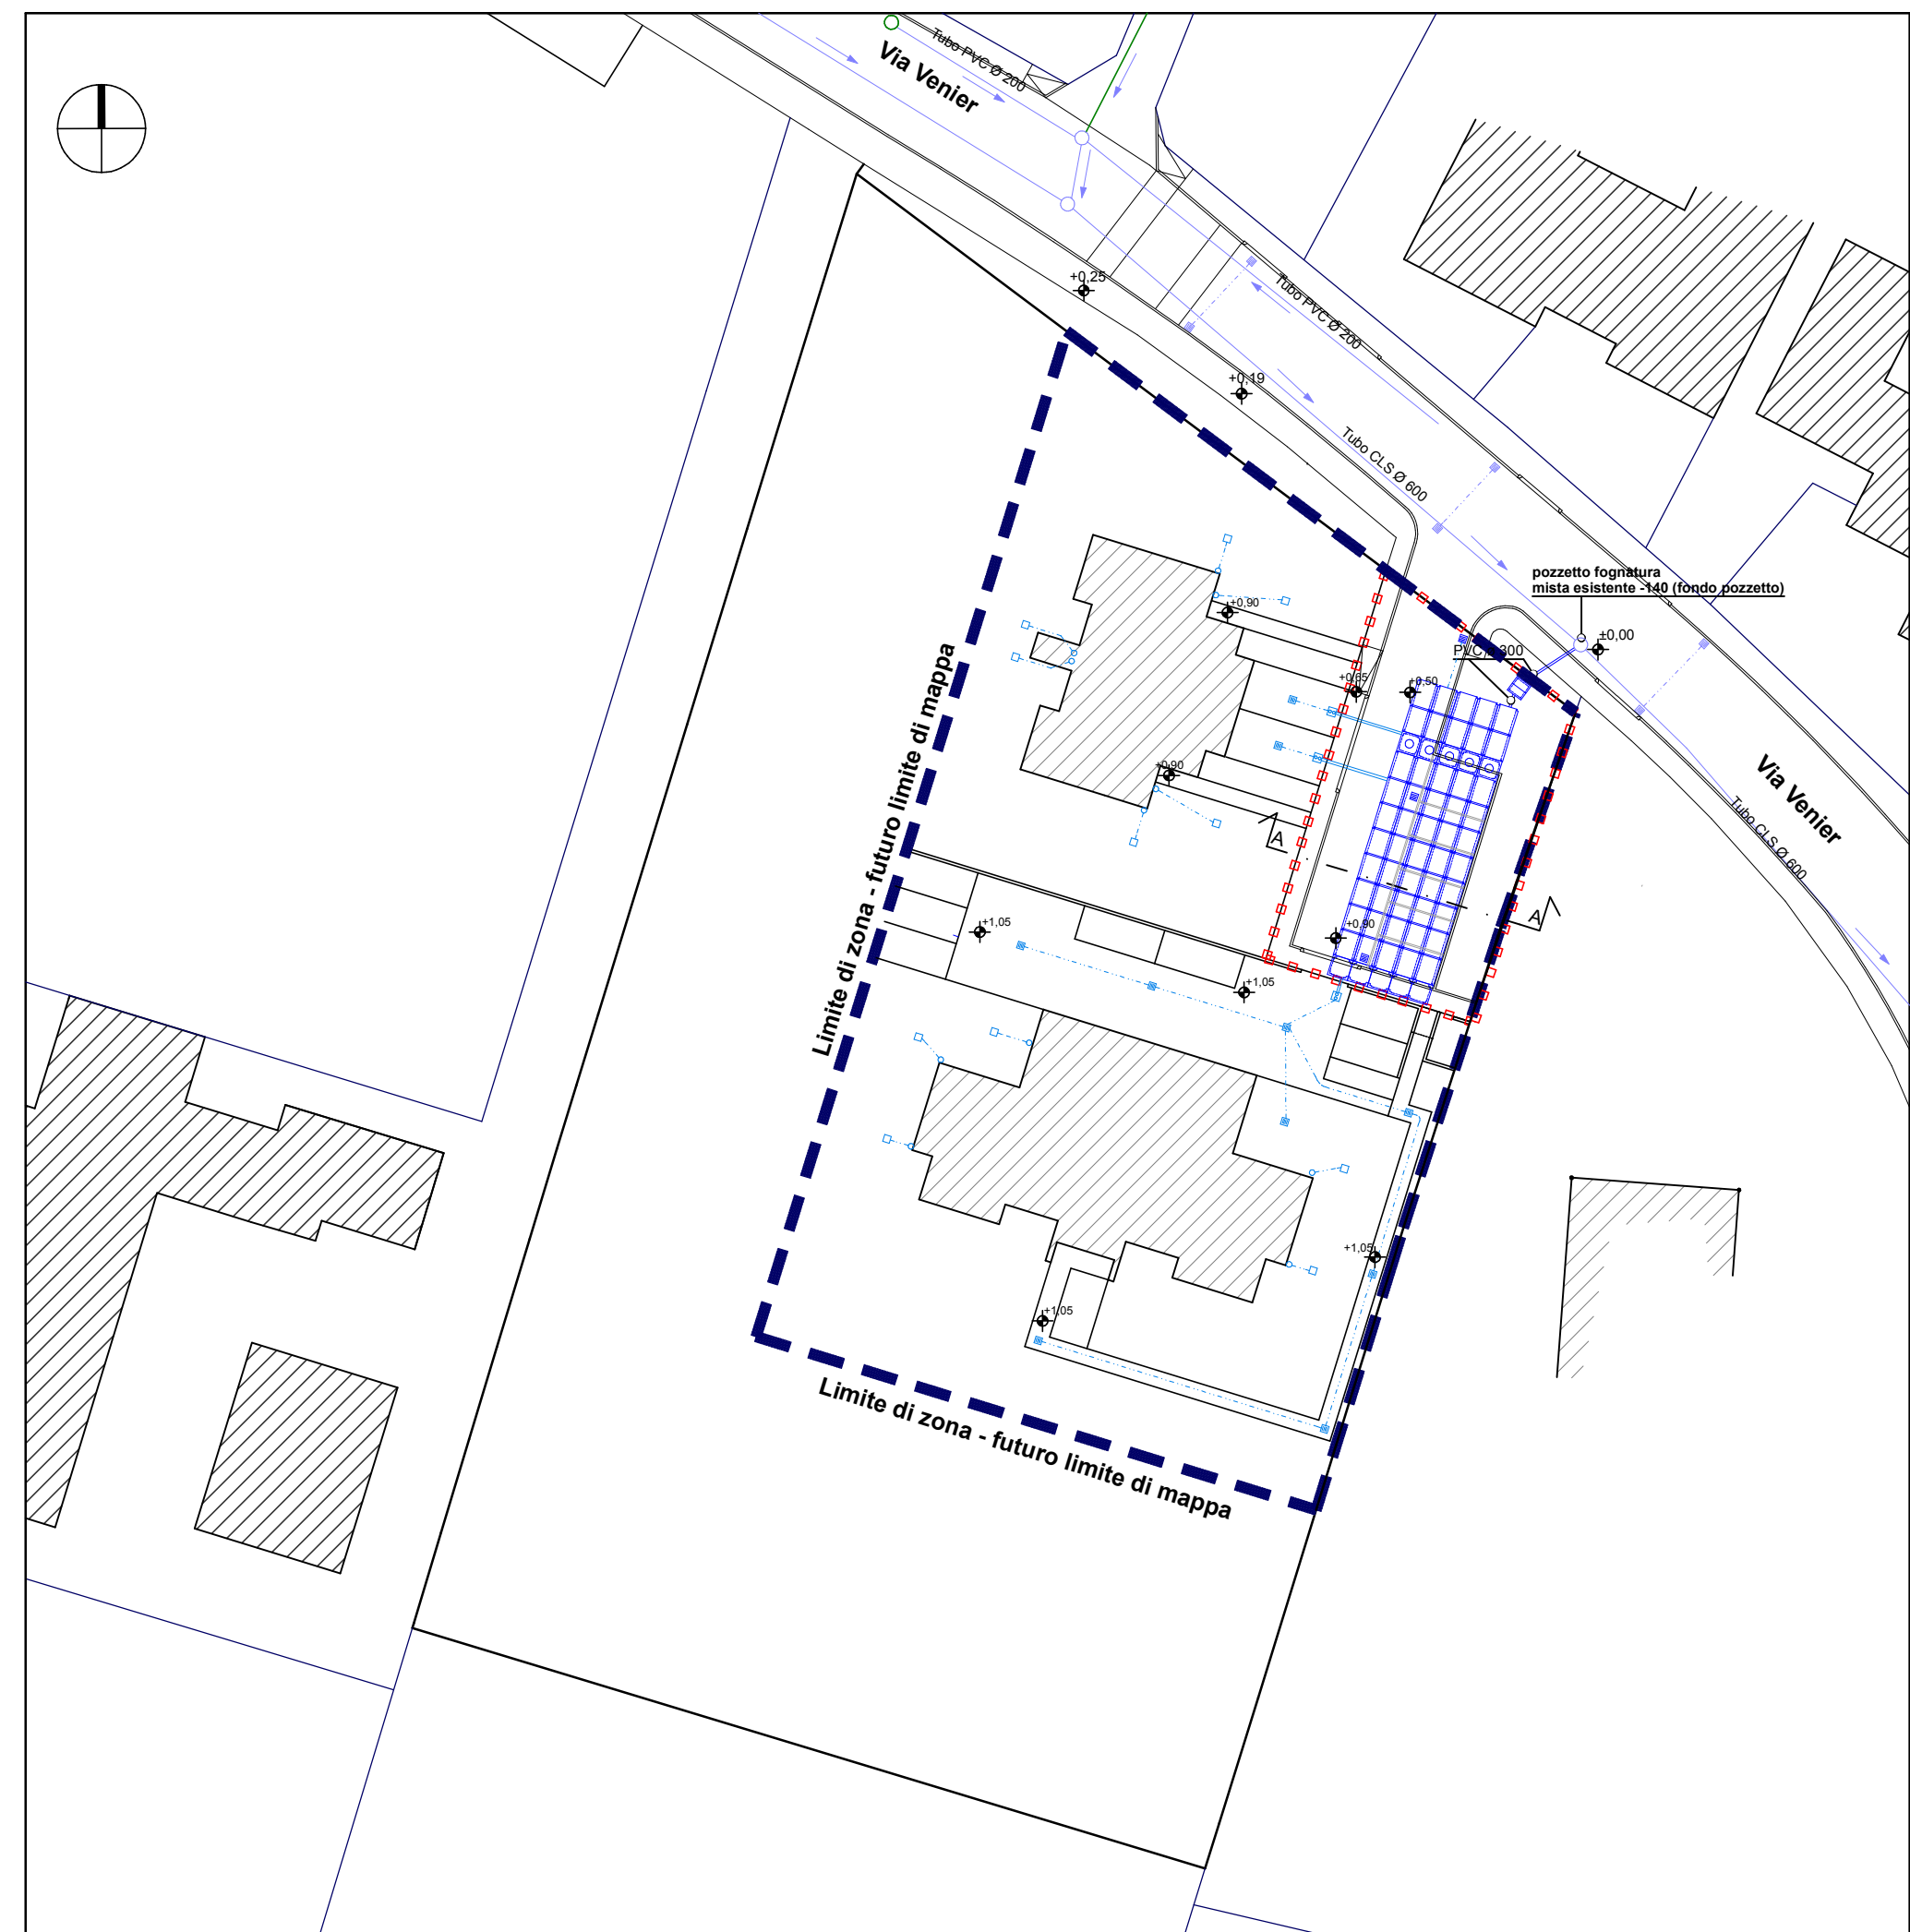 Tubo PVC Ø 200
Via Venier
+0,25
Tubo PVC Ø 200
+0,19
Tubo CLS Ø 600
pozzetto fognatura
mista esistente -140 (fondo pozzetto)
±0,00
+0,90
PVC 300
+0,65
+0,50
+0,90
Via Venier
Tubo CLS Ø 600
A
A
Limite di zona - futuro limite di mappa
+1,05
+0,90
+1,05
+1,05
+1,05
Limite di zona - futuro limite di mappa